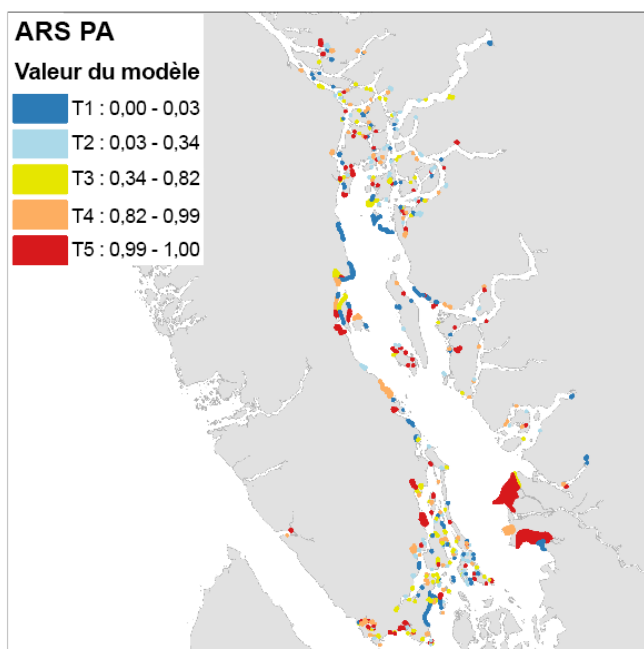 ARS PA
Valeur du modèle
T1 : 0,00 - 0,03
T2 : 0,03 - 0,34
T3 : 0,34 - 0,82
T4 : 0,82 - 0,99
T5 : 0,99 - 1,00